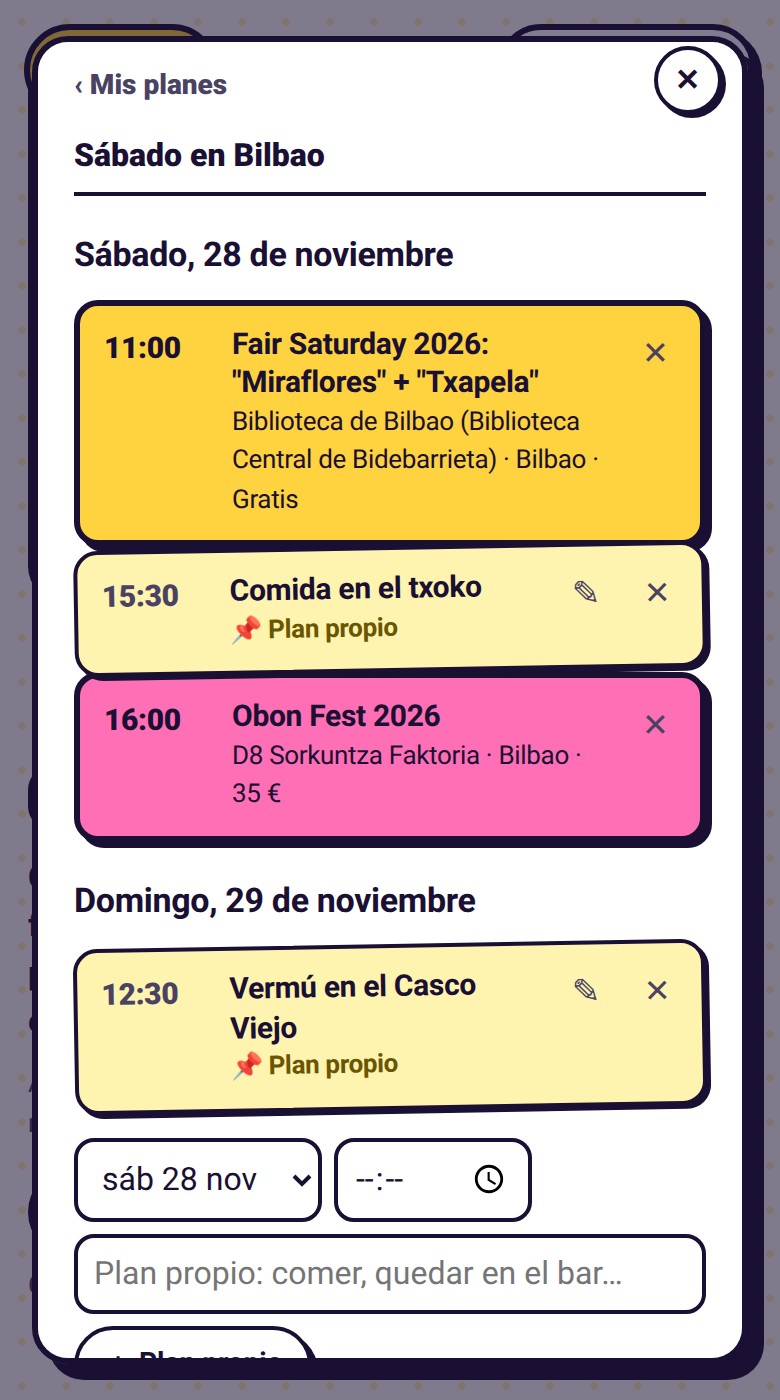 ‹ Mis planes
✕
Sábado en Bilbao
Sábado, 28 de noviembre
11:00
Fair Saturday 2026:
"Miraflores" + "Txapela"
Biblioteca de Bilbao (Biblioteca
Central de Bidebarrieta) · Bilbao ·
Gratis
✕
15:30
Comida en el txoko
📌 Plan propio
✎ ✕
16:00
Obon Fest 2026
D8 Sorkuntza Faktoria · Bilbao ·
35 €
✕
Domingo, 29 de noviembre
12:30
Vermú en el Casco
Viejo
📌 Plan propio
✎ ✕
sáb 28 nov
--:--
Plan propio: comer, quedar en el bar…
+ Plan propio